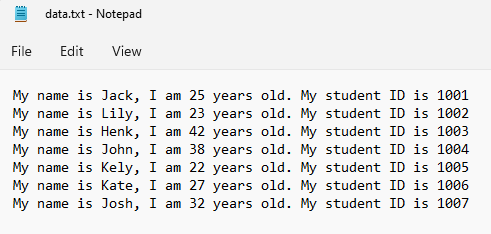 data.txt - Notepad
File Edit View
My name is Jack, I am 25 years old. My student ID is 1001
My name is Lily, I am 23 years old. My student ID is 1002
My name is Henk, I am 42 years old. My student ID is 1003
My name is John, I am 38 years old. My student ID is 1004
My name is Kely, I am 22 years old. My student ID is 1005
My name is Kate, I am 27 years old. My student ID is 1006
My name is Josh, I am 32 years old. My student ID is 1007